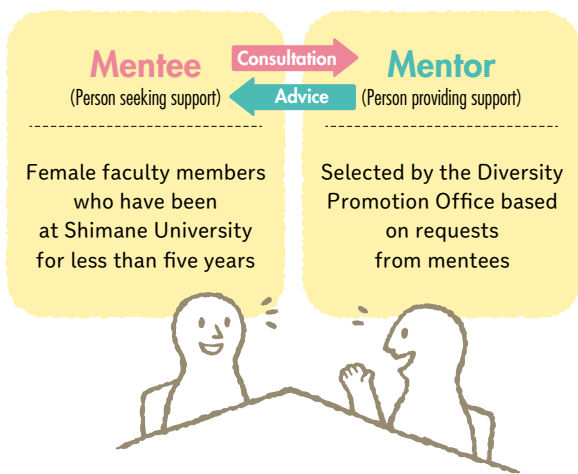 Mentee
(Person seeking support)
Consultation
Advice
Mentor
(Person providing support)
Female faculty members
who have been
at Shimane University
for less than five years
Selected by the Diversity
Promotion Office based
on requests
from mentees